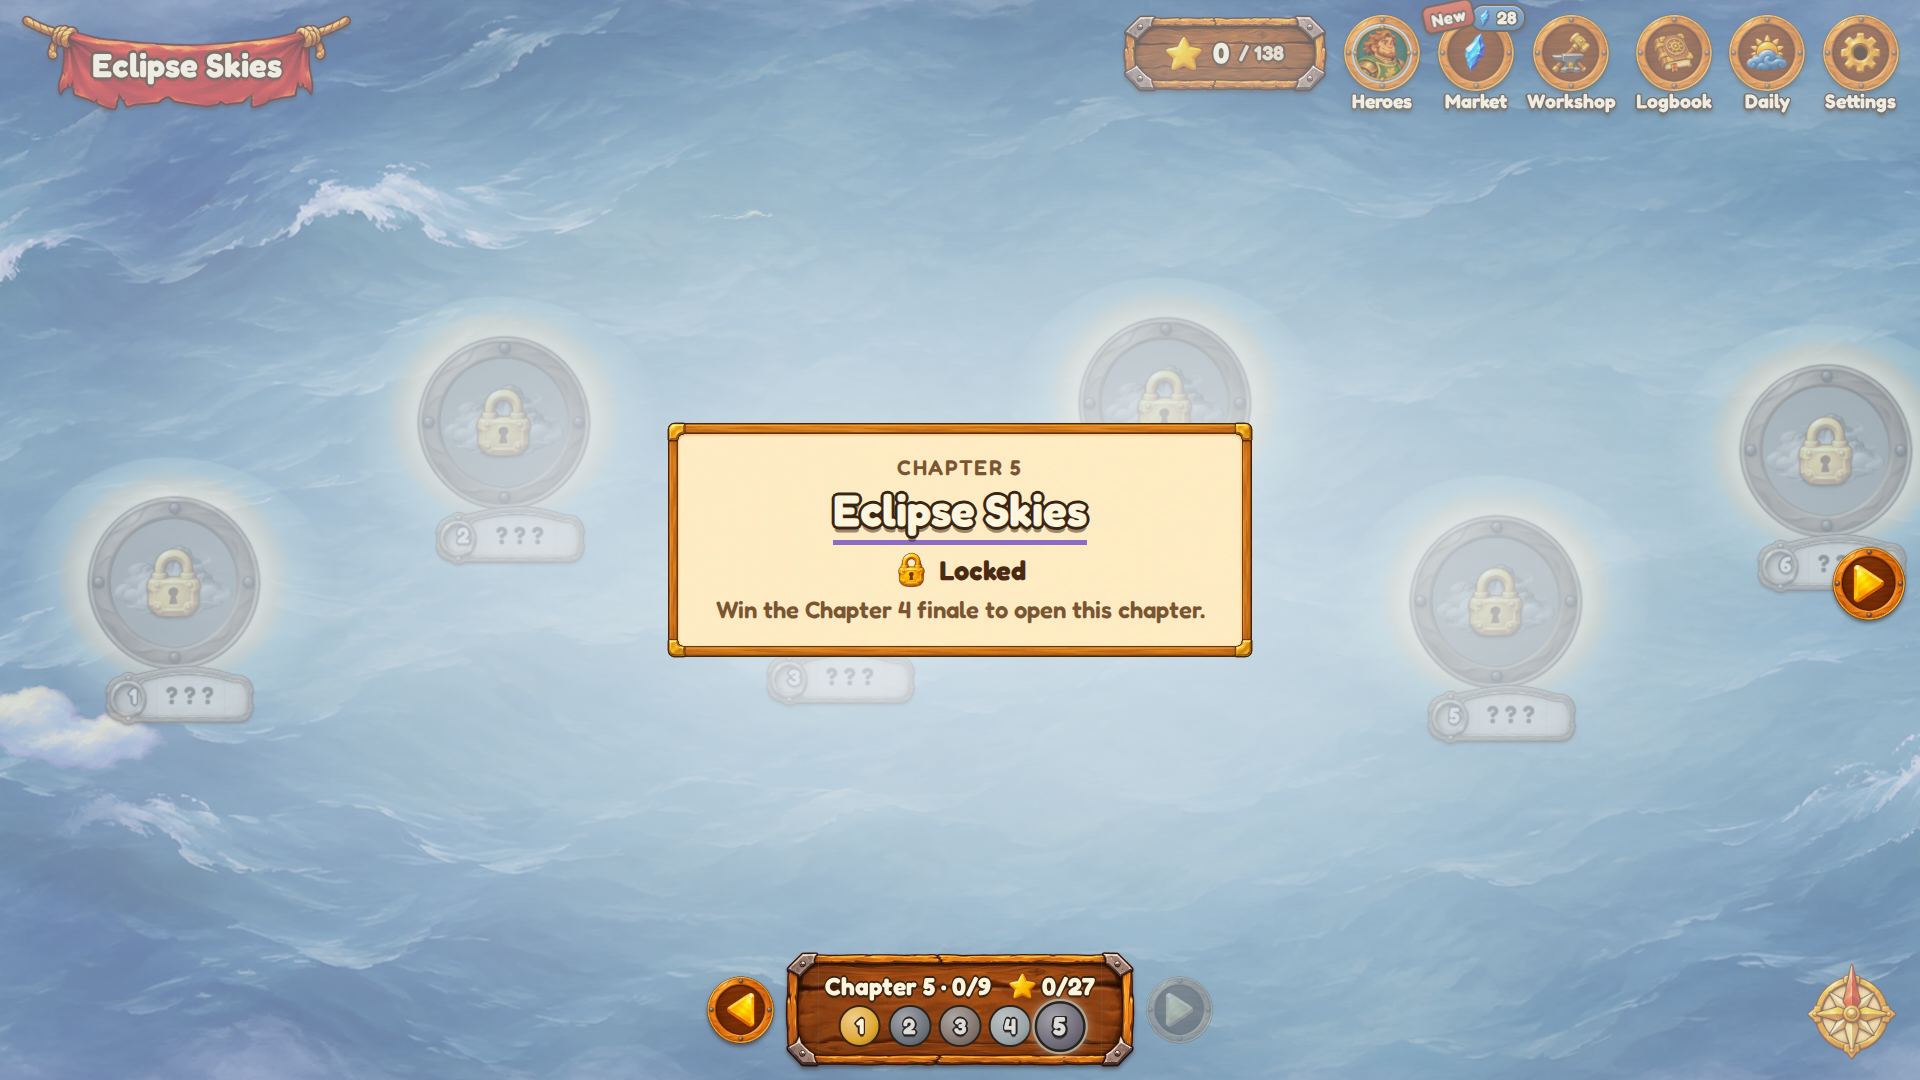 Eclipse Skies
0 / 138
New
28
Heroes
Market
Workshop
Logbook
Daily
Settings
2 ???
6 ?
1 ???
3 ???
5 ???
CHAPTER 5
Eclipse Skies
Locked
Win the Chapter 4 finale to open this chapter.
Chapter 5 · 0/9 0/27
1 2 3 4 5